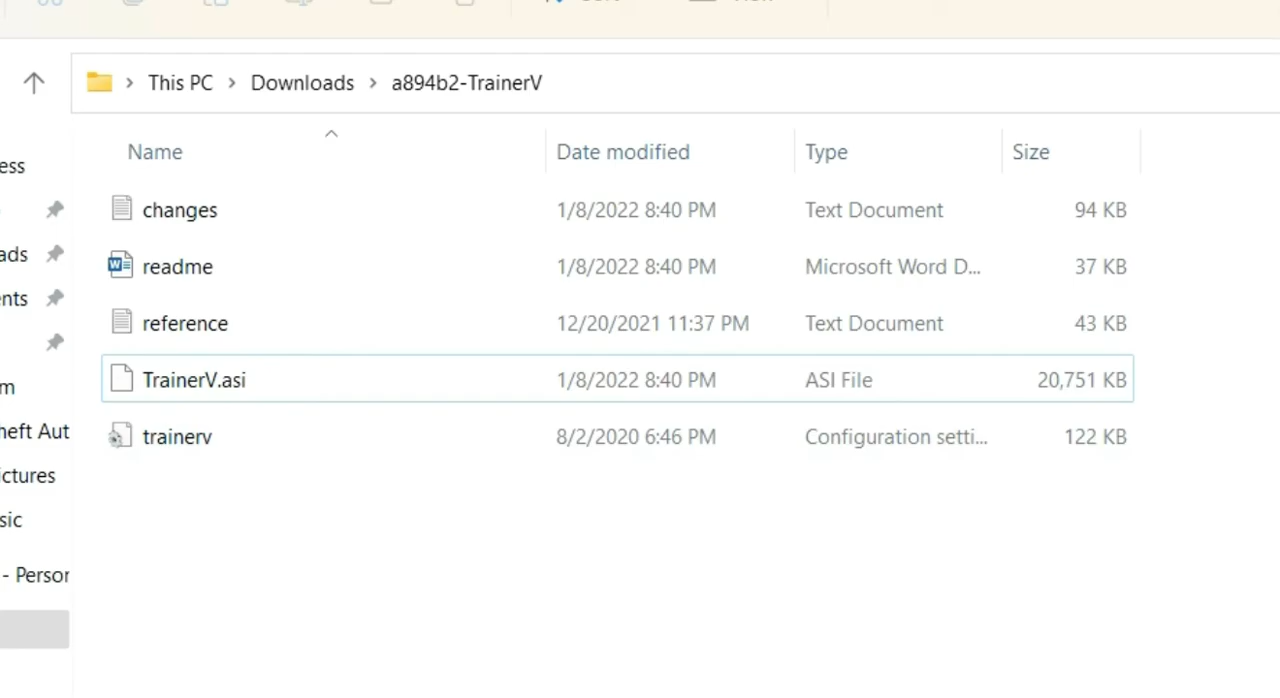 This PC > Downloads > a894b2-TrainerV
Name Date modified Type Size
ess
changes 1/8/2022 8:40 PM Text Document 94 KB
ads
readme 1/8/2022 8:40 PM Microsoft Word D... 37 KB
ents
reference 12/20/2021 11:37 PM Text Document 43 KB
m
TrainerV.asi 1/8/2022 8:40 PM ASI File 20,751 KB
heft Aut
trainerv 8/2/2020 6:46 PM Configuration setti... 122 KB
ictures
sic
- Person